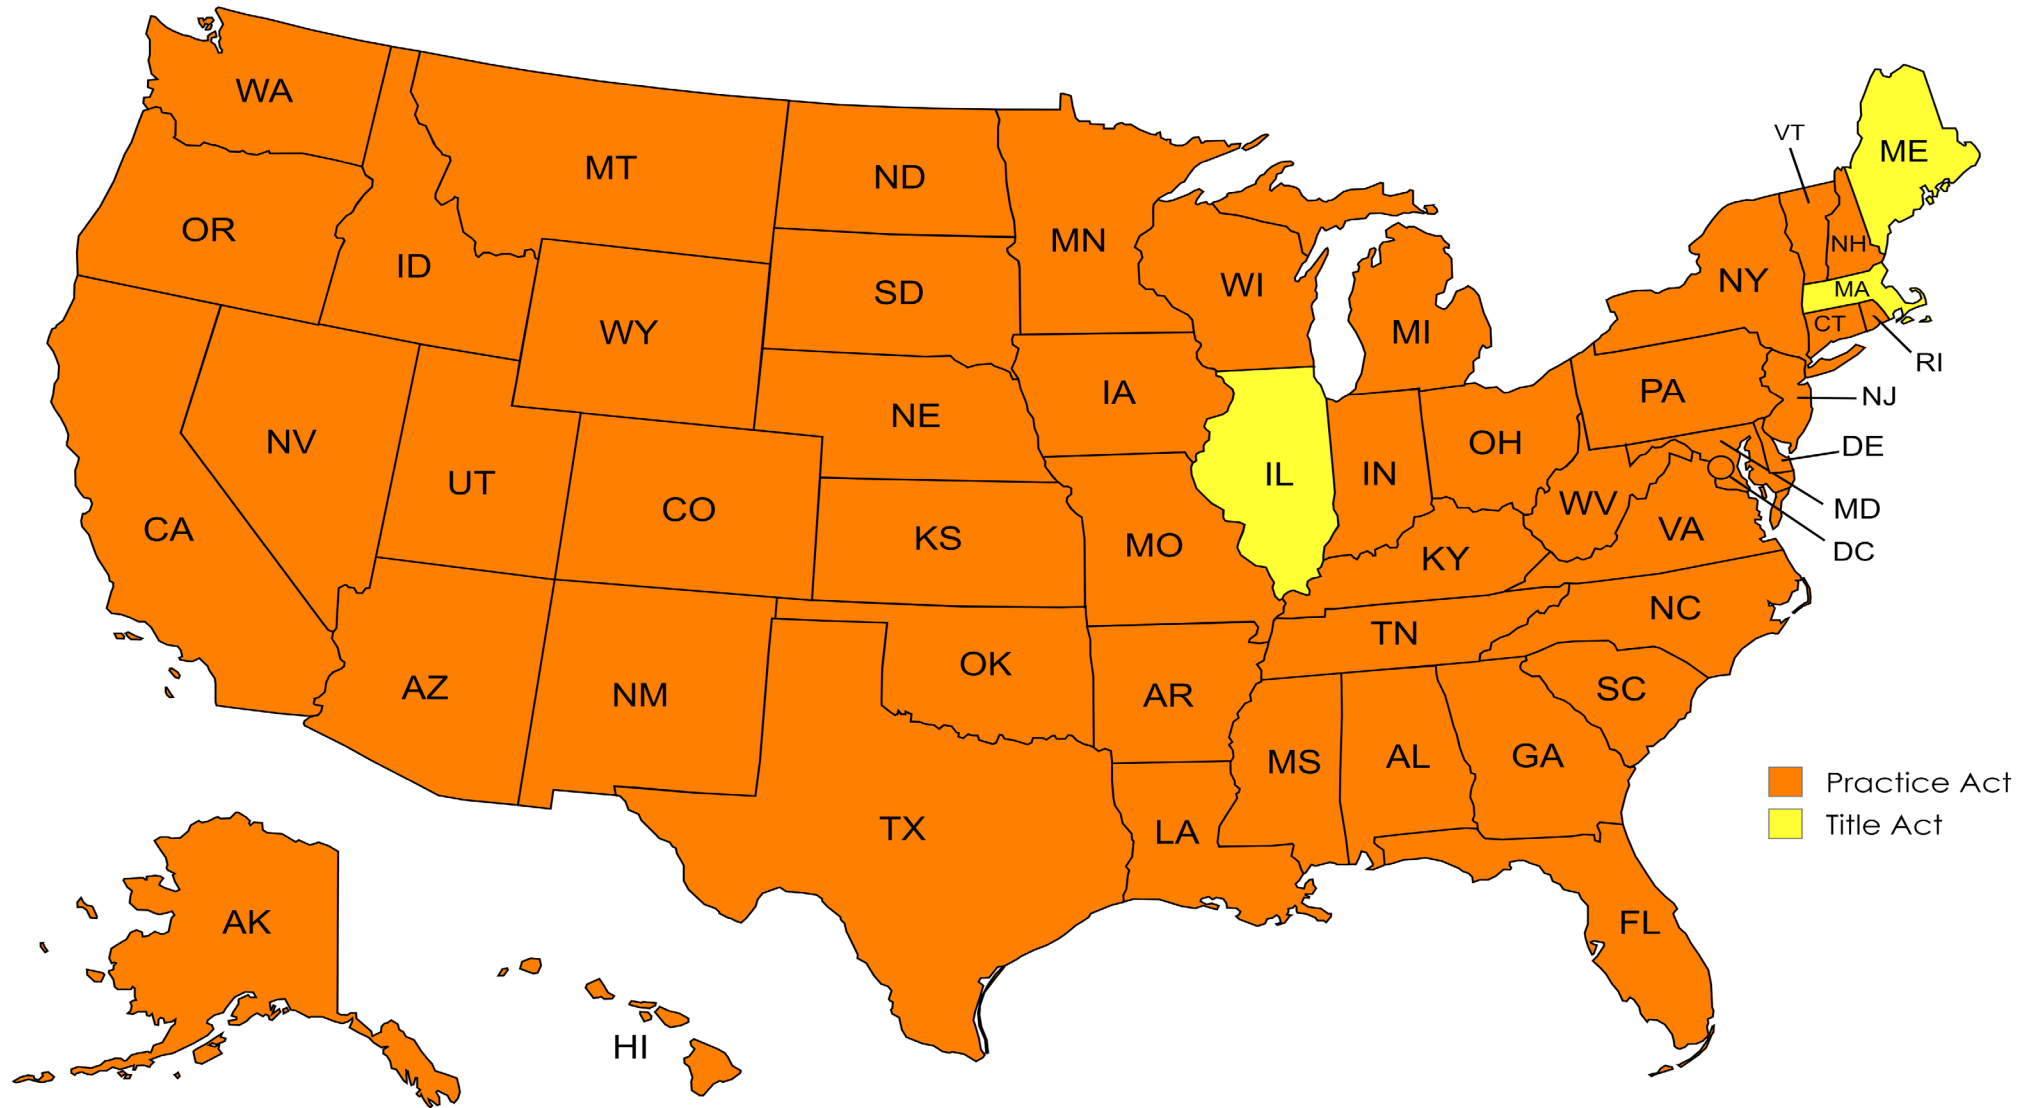 WA
MT
ND
MN
VT
ME
OR
ID
SD
WI
NY
NH
MA
WY
MI
CT
RI
NV
UT
NE
IA
PA
NJ
CA
CO
KS
MO
IL
IN
OH
WV
VA
DE
MD
DC
KY
AZ
NM
OK
AR
TN
NC
SC
MS
AL
GA
TX
LA
FL
AK
HI
Practice Act
Title Act